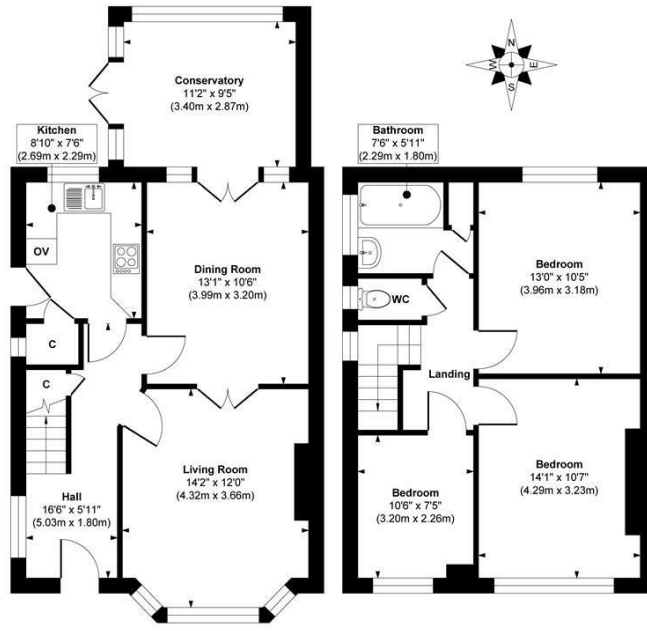 Conservatory
11'2" x 9'5"
(3.40m x 2.87m)
N
W
E
S
Kitchen
8'10" x 7'6"
(2.69m x 2.29m)
OV
Dining Room
13'1" x 10'6"
(3.99m x 3.20m)
C
C
Living Room
14'2" x 12'0"
(4.32m x 3.66m)
Hall
16'6" x 5'11"
(5.03m x 1.80m)
Bathroom
7'6" x 5'11"
(2.29m x 1.80m)
Bedroom
13'0" x 10'5"
(3.96m x 3.18m)
WC
Landing
Bedroom
14'1" x 10'7"
(4.29m x 3.23m)
Bedroom
10'6" x 7'5"
(3.20m x 2.26m)